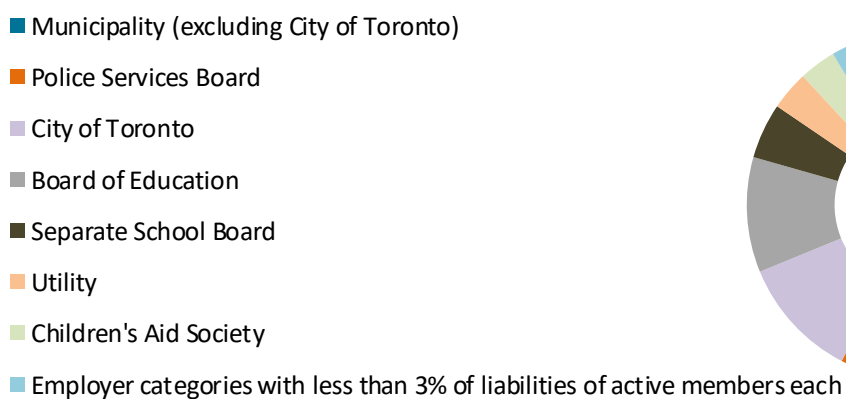 Municipality (excluding City of Toronto)
Police Services Board
City of Toronto
Board of Education
Separate School Board
Utility
Children's Aid Society
Employer categories with less than 3% of liabilities of active members each